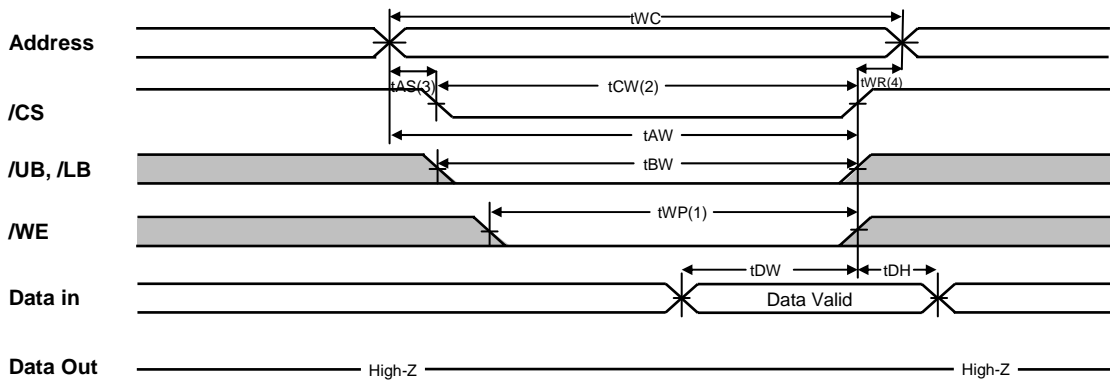 tWC
Address
tAS(3)
tCW(2)
tWR(4)
/CS
tAW
/UB, /LB
tBW
/WE
tWP(1)
tDW
tDH
Data in
Data Valid
Data Out
High-Z
High-Z